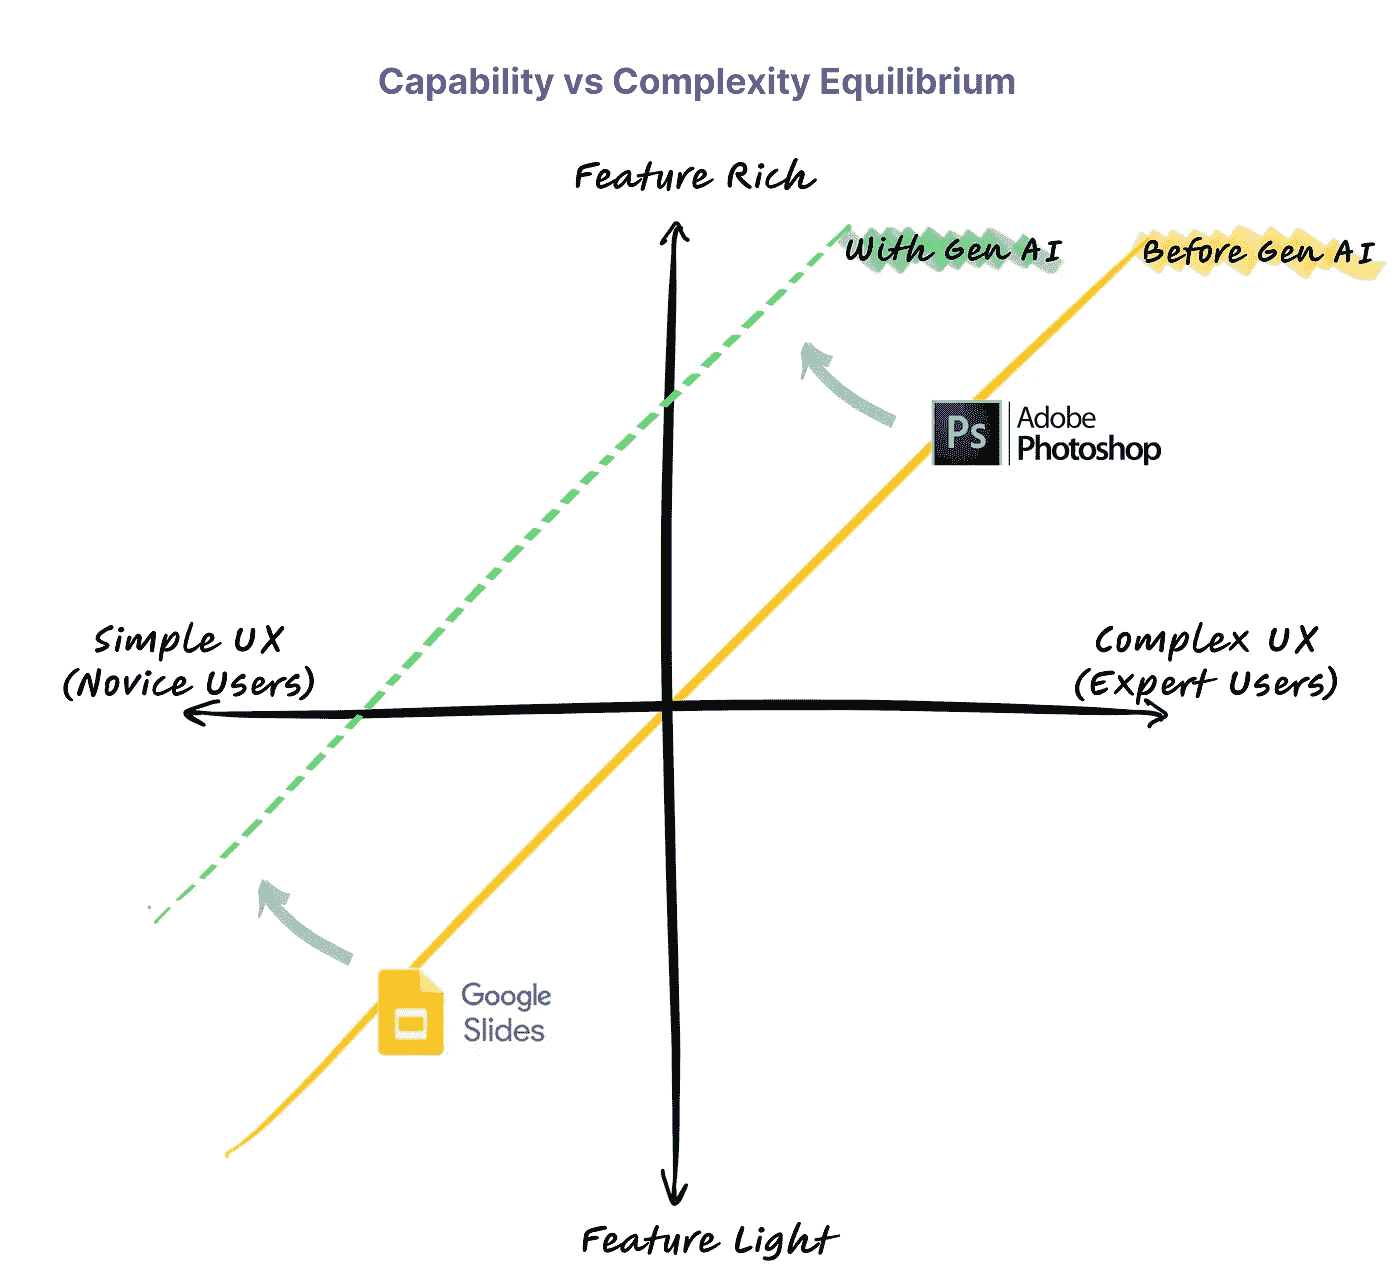 Capability vs Complexity Equilibrium
Feature Rich
With Gen AI
Before Gen AI
Ps
Adobe
Photoshop
Simple UX
(Novice Users)
Complex UX
(Expert Users)
Google
Slides
Feature Light